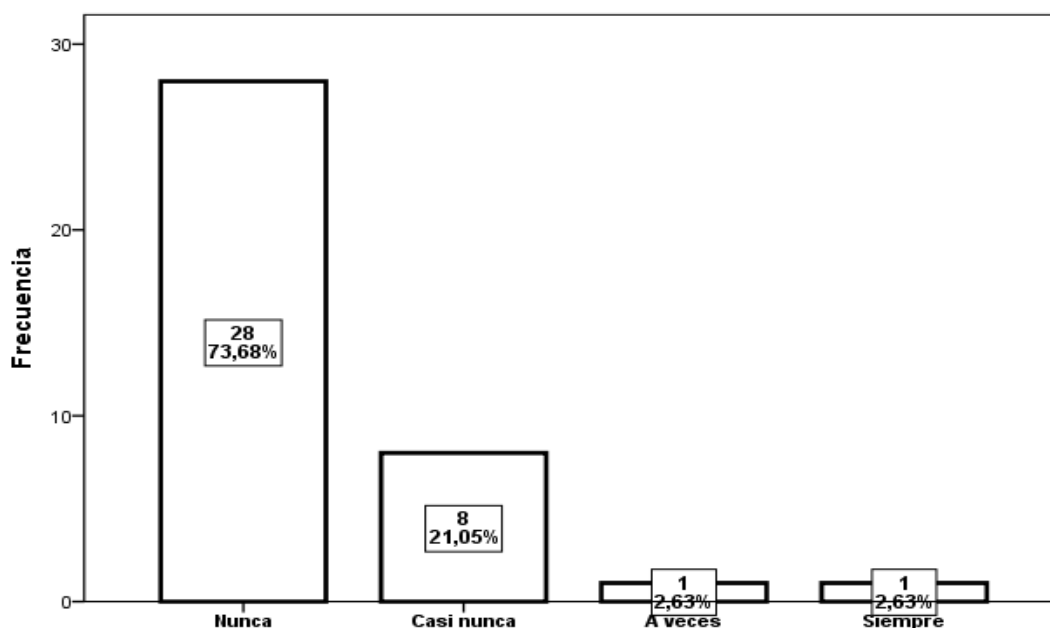 30
20
10
0
Frecuencia
28
73,68%
8
21,05%
1
2,63%
1
2,63%
Nunca
Casi nunca
A veces
Siempre